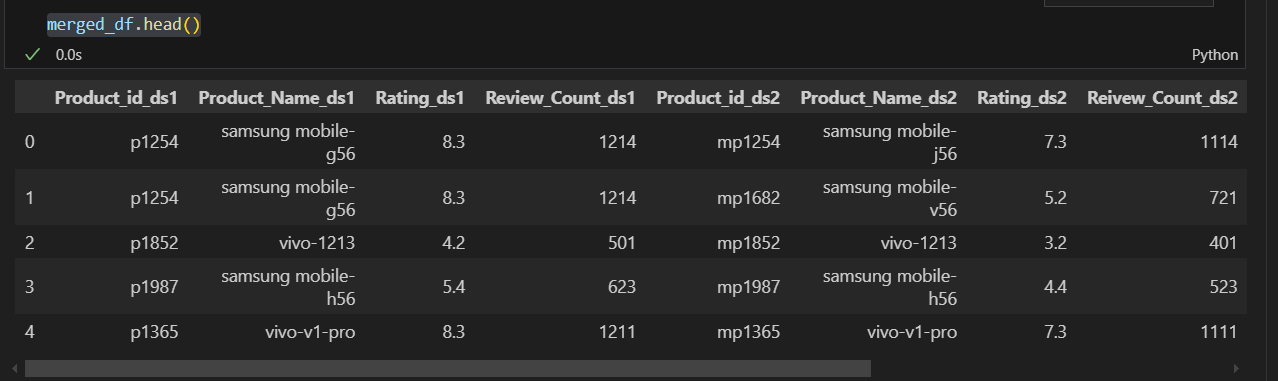 merged_df.head()
0.0s Python
Product_id_ds1 Product_Name_ds1 Rating_ds1 Review_Count_ds1 Product_id_ds2 Product_Name_ds2 Rating_ds2 Reivew_Count_ds2
0 p1254 samsung mobile-g56 8.3 1214 mp1254 samsung mobile-j56 7.3 1114
1 p1254 samsung mobile-g56 8.3 1214 mp1682 samsung mobile-v56 5.2 721
2 p1852 vivo-1213 4.2 501 mp1852 vivo-1213 3.2 401
3 p1987 samsung mobile-h56 5.4 623 mp1987 samsung mobile-h56 4.4 523
4 p1365 vivo-v1-pro 8.3 1211 mp1365 vivo-v1-pro 7.3 1111